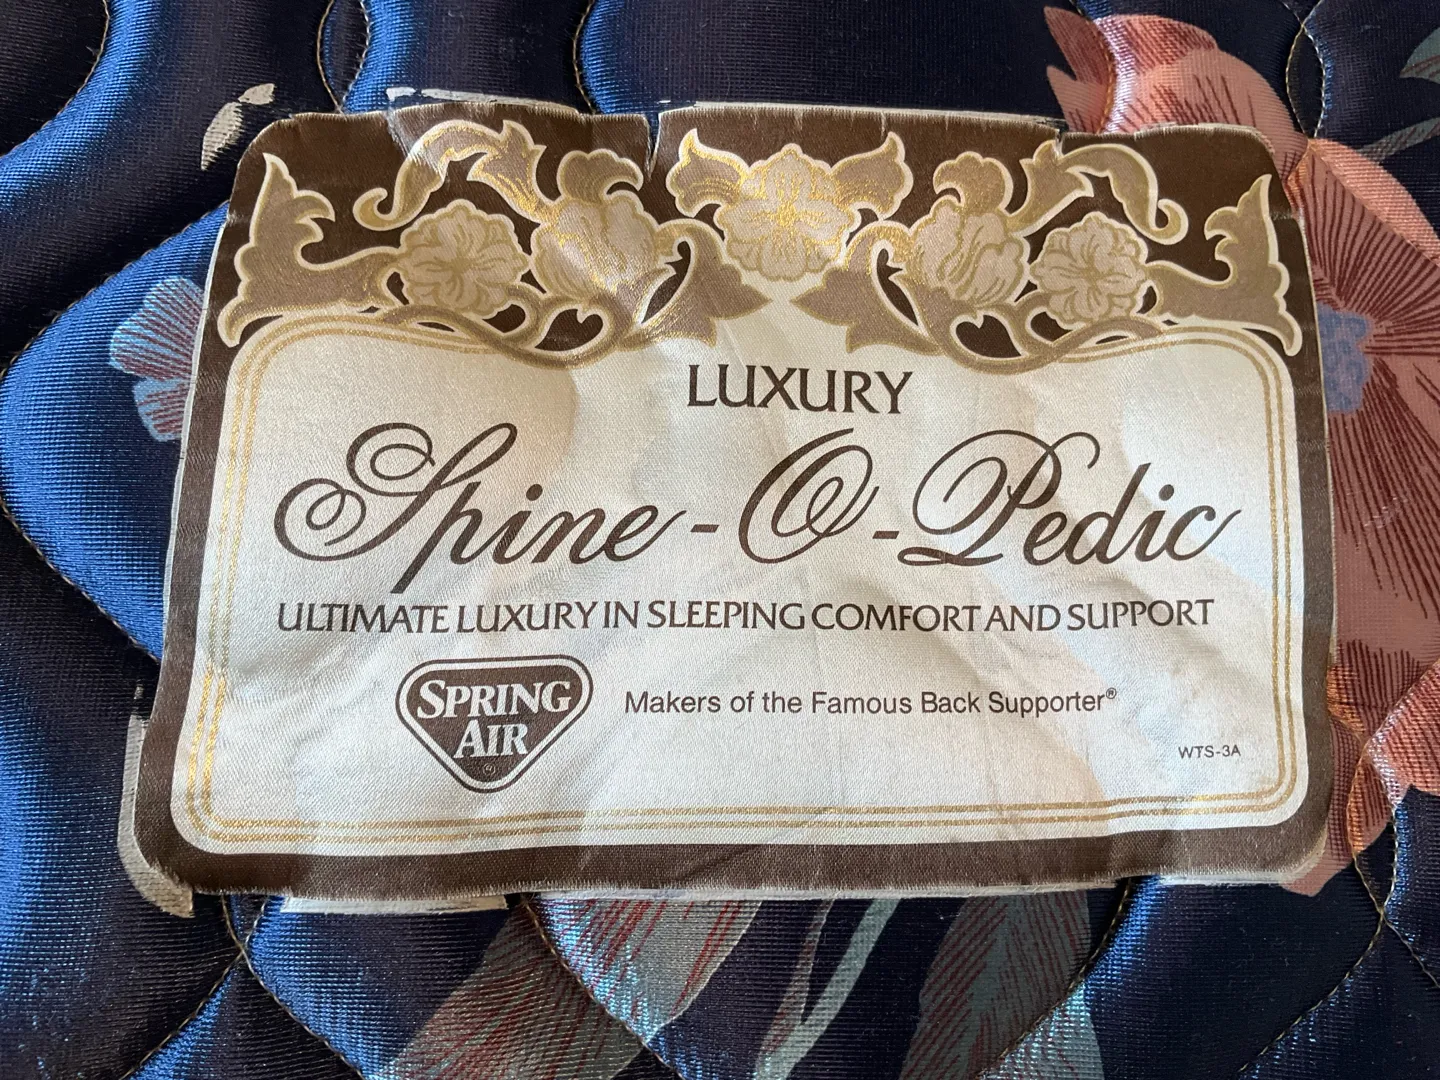 LUXURY
Spine-O-Pedic
ULTIMATE LUXURY IN SLEEPING COMFORT AND SUPPORT
SPRING
AIR
®
Makers of the Famous Back Supporter®
WTS-3A